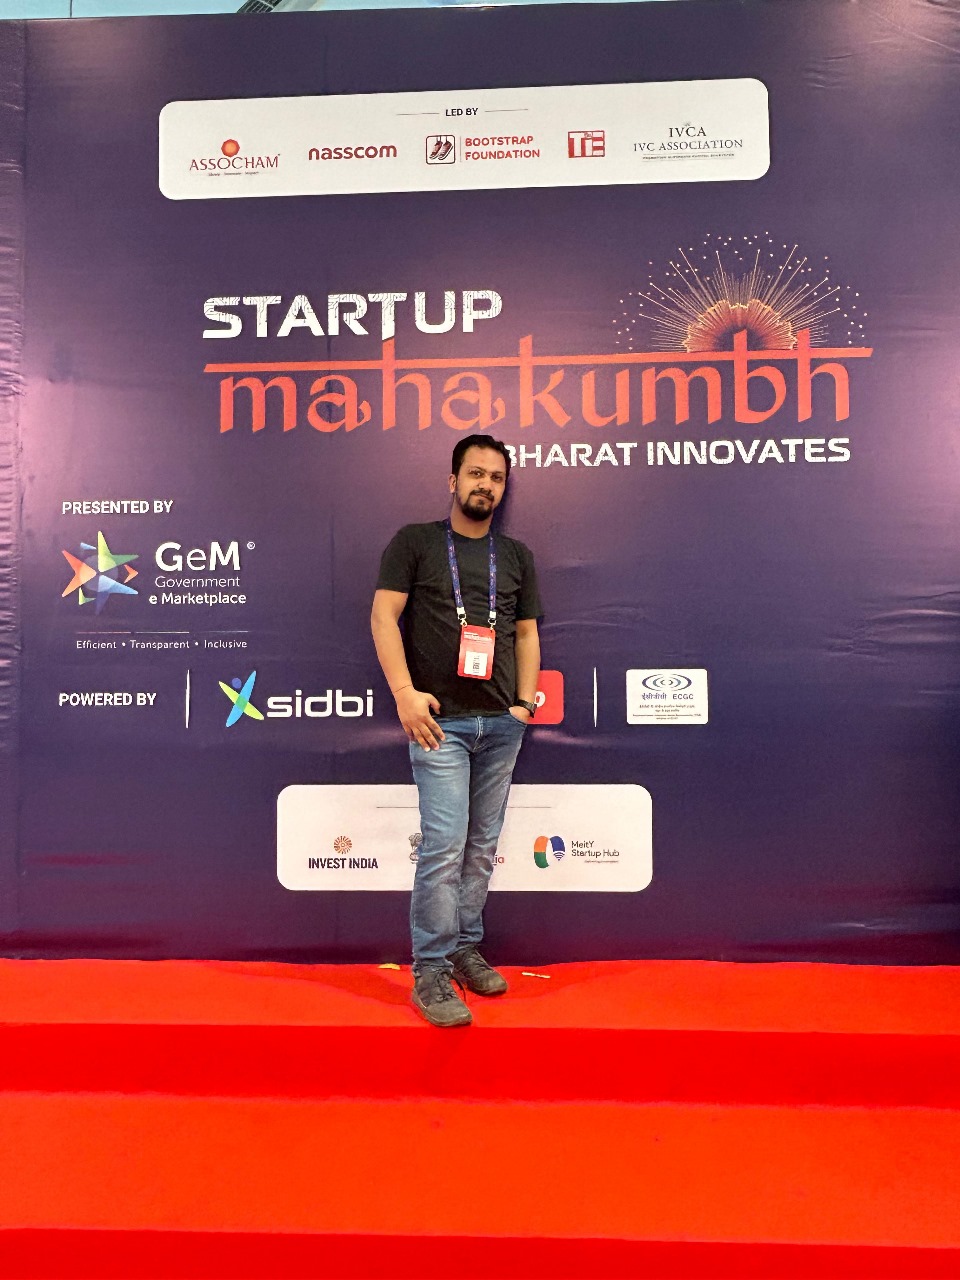 LED BY
ASSOCHAM
nasscom
BOOTSTRAP
FOUNDATION
TiE
IVCA
IVC ASSOCIATION
STARTUP
mahakumbh
BHARAT INNOVATES
PRESENTED BY
GeM®
Government
e Marketplace
Efficient • Transparent • Inclusive
POWERED BY
sidbi
ईसीजीसी ECGC
INVEST INDIA
MeitY
Startup Hub